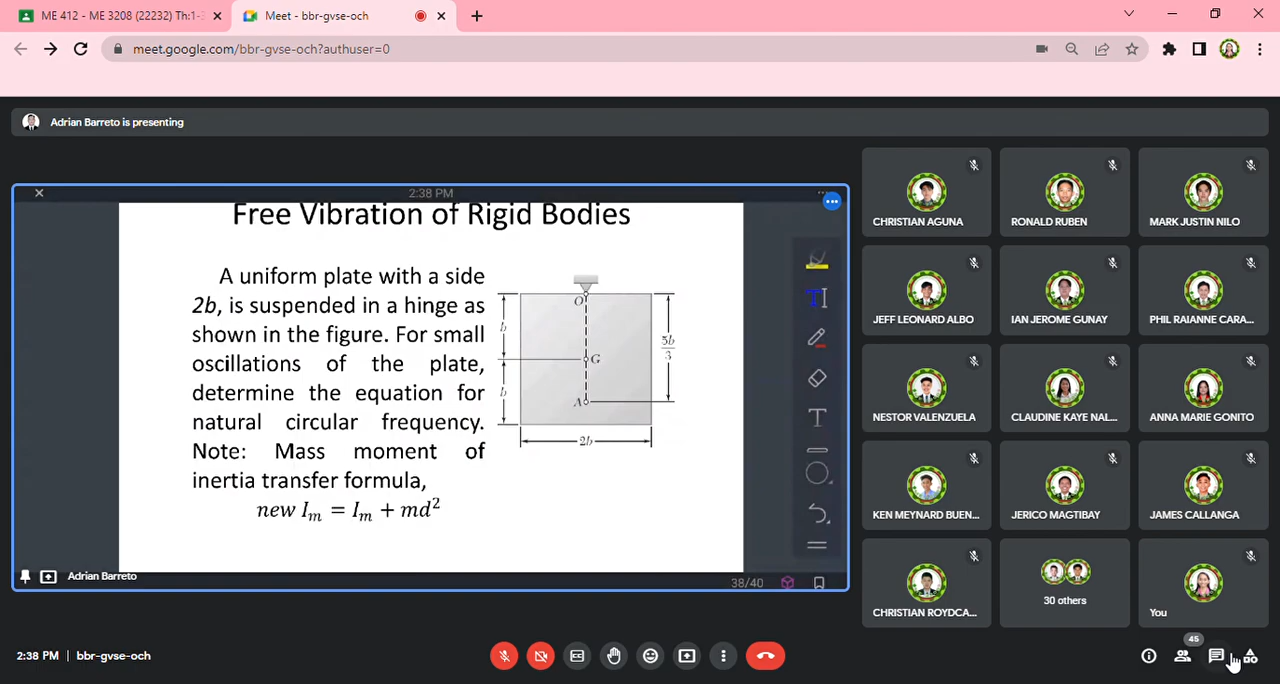 ME 412 - ME 3208 (22232) Th:1-3
Meet - bbr-gvse-och
meet.google.com/bbr-gvse-och?authuser=0
Adrian Barreto is presenting
2:38 PM
Free Vibration of Rigid Bodies
A uniform plate with a side
2b, is suspended in a hinge as
shown in the figure. For small
oscillations of the plate,
determine the equation for
natural circular frequency.
Note: Mass moment of
inertia transfer formula,
new Iₘ = Iₘ + md²
O
b
G
5b
3
b
A
2b
T
T
Adrian Barreto
38/40
CHRISTIAN AGUNA
RONALD RUBEN
MARK JUSTIN NILO
JEFF LEONARD ALBO
IAN JEROME GUNAY
PHIL RAIANNE CARA...
NESTOR VALENZUELA
CLAUDINE KAYE NAL...
ANNA MARIE GONITO
KEN MEYNARD BUEN...
JERICO MAGTIBAY
JAMES CALLANGA
CHRISTIAN ROYDCA...
30 others
You
2:38 PM | bbr-gvse-och
45